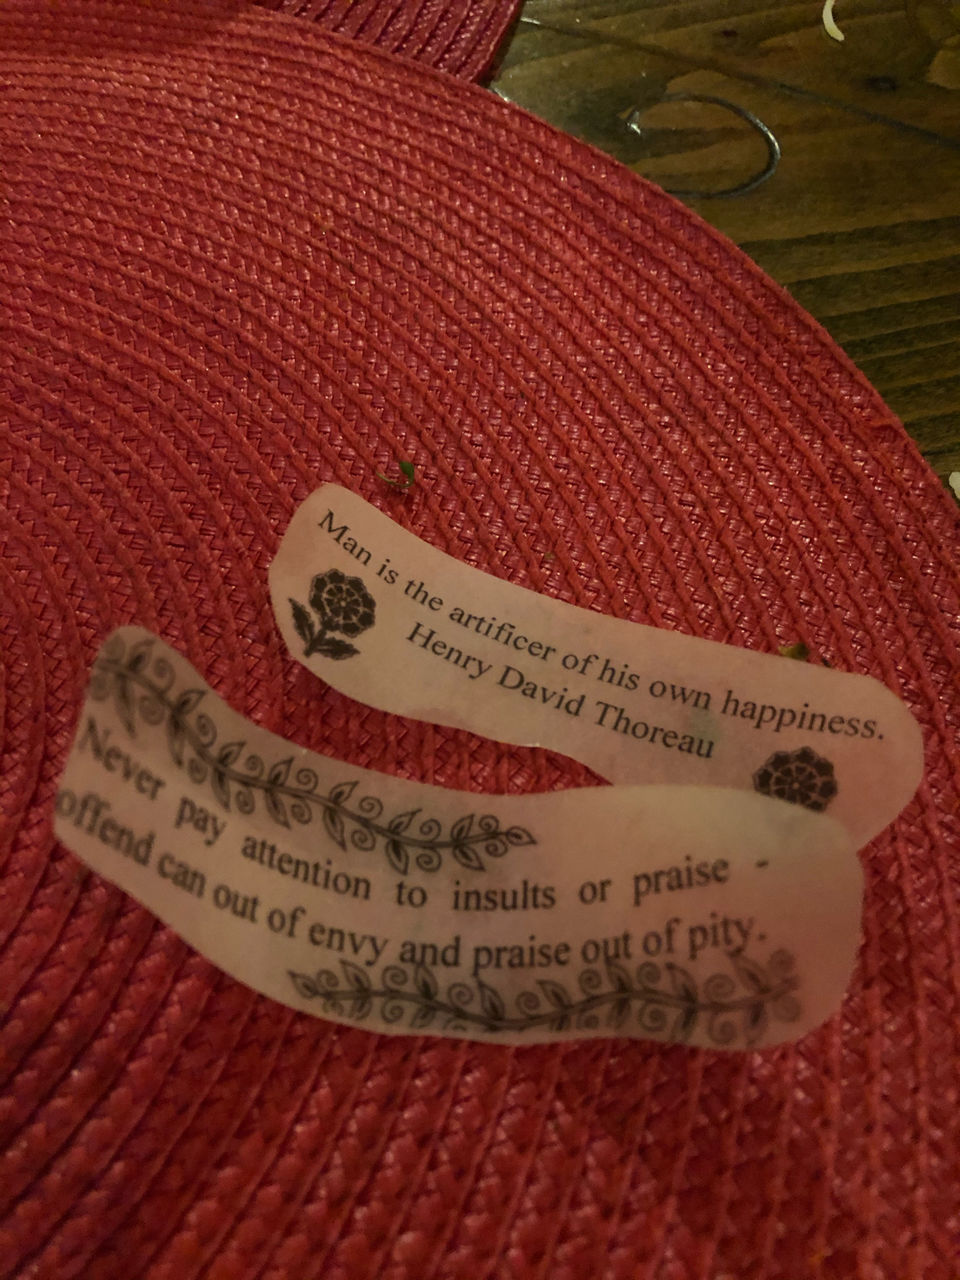 Man is the artificer of his own happiness.
Henry David Thoreau
Never pay attention to insults or praise -
offend can out of envy and praise out of pity.